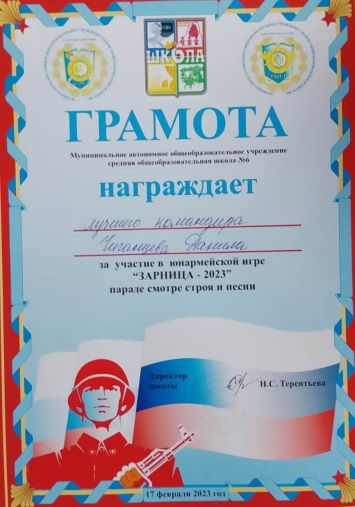 ШКОЛА
ГРАМОТА
Муниципальное автономное общеобразовательное учреждение
средняя общеобразовательная школа №6
награждает
лучшего командира
Данила
за участие в юнармейской игре
“ЗАРНИЦА - 2023”
параде смотре строя и песни
Директор
школы
Н.С. Терентьева
17 февраля 2023 год